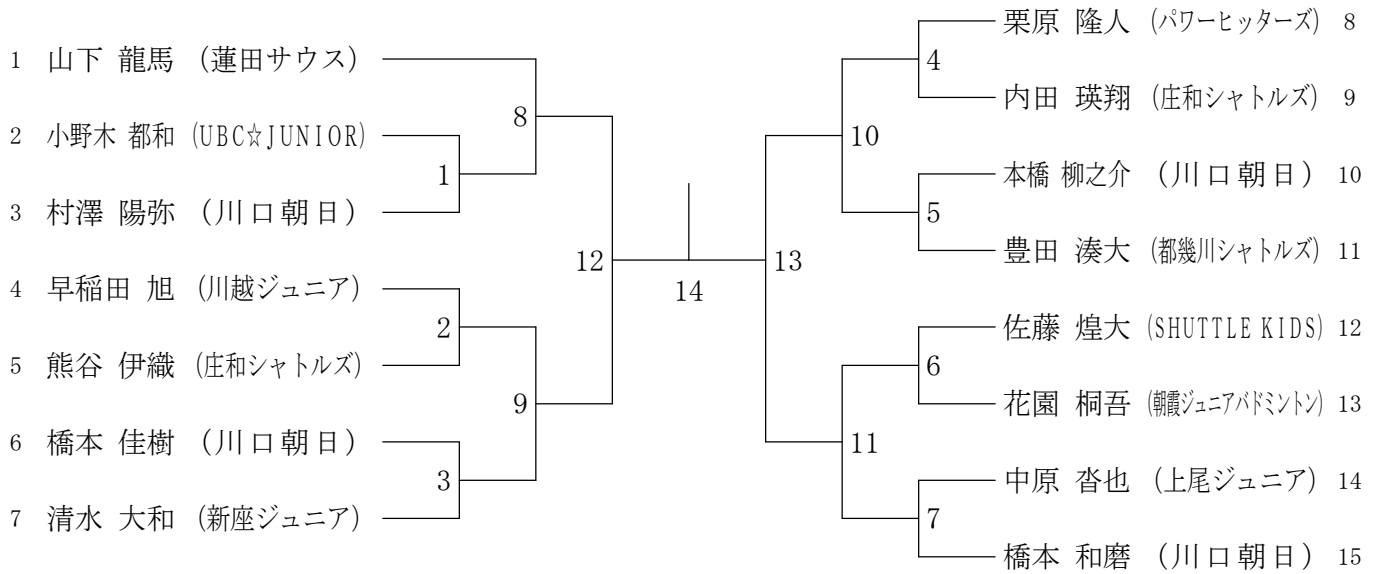 1 山下 龍馬 (蓮田サウス)
2 小野木 都和 (UBC☆JUNIOR)
3 村澤 陽弥 (川口朝日)
4 早稲田 旭 (川越ジュニア)
5 熊谷 伊織 (庄和シャトルズ)
6 橋本 佳樹 (川口朝日)
7 清水 大和 (新座ジュニア)
8
1
2
9
3
12
14
13
10
4
5
11
6
7
栗原 隆人 (パワーヒッターズ) 8
内田 瑛翔 (庄和シャトルズ) 9
本橋 柳之介 (川口朝日) 10
豊田 湊大 (都幾川シャトルズ) 11
佐藤 煌大 (SHUTTLE KIDS) 12
花園 桐吾 (朝霞ジュニアバドミントン) 13
中原 沓也 (上尾ジュニア) 14
橋本 和磨 (川口朝日) 15